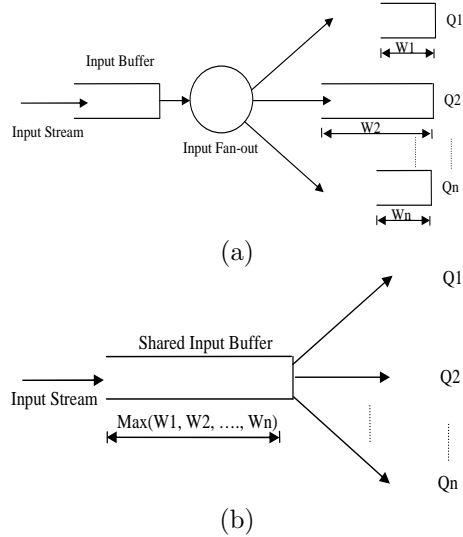 Q1
W1
Input Buffer
Q2
W2
Input Stream
Input Fan-out
Qn
Wn
(a)
Q1
Shared Input Buffer
Q2
Input Stream
Max(W1, W2, …., Wn)
Qn
(b)